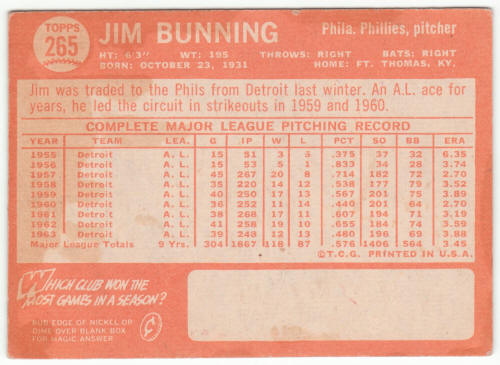 TOPPS
265
JIM BUNNING
Phila. Phillies, pitcher
HT: 6'3" WT: 195 THROWS: RIGHT BATS: RIGHT
BORN: OCTOBER 23, 1931 HOME: FT. THOMAS, KY.
Jim was traded to the Phils from Detroit last winter. An A.L. ace for
years, he led the circuit in strikeouts in 1959 and 1960.
COMPLETE MAJOR LEAGUE PITCHING RECORD
YEAR TEAM LEA. G IP W L PCT SO BB ERA
1955 Detroit A. L. 15 51 3 5 .375 37 32 6.35
1956 Detroit A. L. 15 53 5 1 .833 34 28 3.74
1957 Detroit A. L. 45 267 20 8 .714 182 72 2.70
1958 Detroit A. L. 35 220 14 12 .538 177 79 3.52
1959 Detroit A. L. 40 250 17 13 .567 201 75 3.89
1960 Detroit A. L. 36 252 11 14 .440 201 64 2.70
1961 Detroit A. L. 38 268 17 11 .607 194 71 3.19
1962 Detroit A. L. 41 258 19 10 .655 184 74 3.59
1963 Detroit A. L. 39 248 12 13 .480 196 69 3.88
Major League Totals 9 Yrs. 304 1867 118 87 .576 1406 564 3.45
©T.C.G. PRINTED IN U.S.A.
WHICH CLUB WON THE
MOST GAMES IN A SEASON?
RUB EDGE OF NICKEL OR
DIME OVER BLANK BOX
FOR MAGIC ANSWER